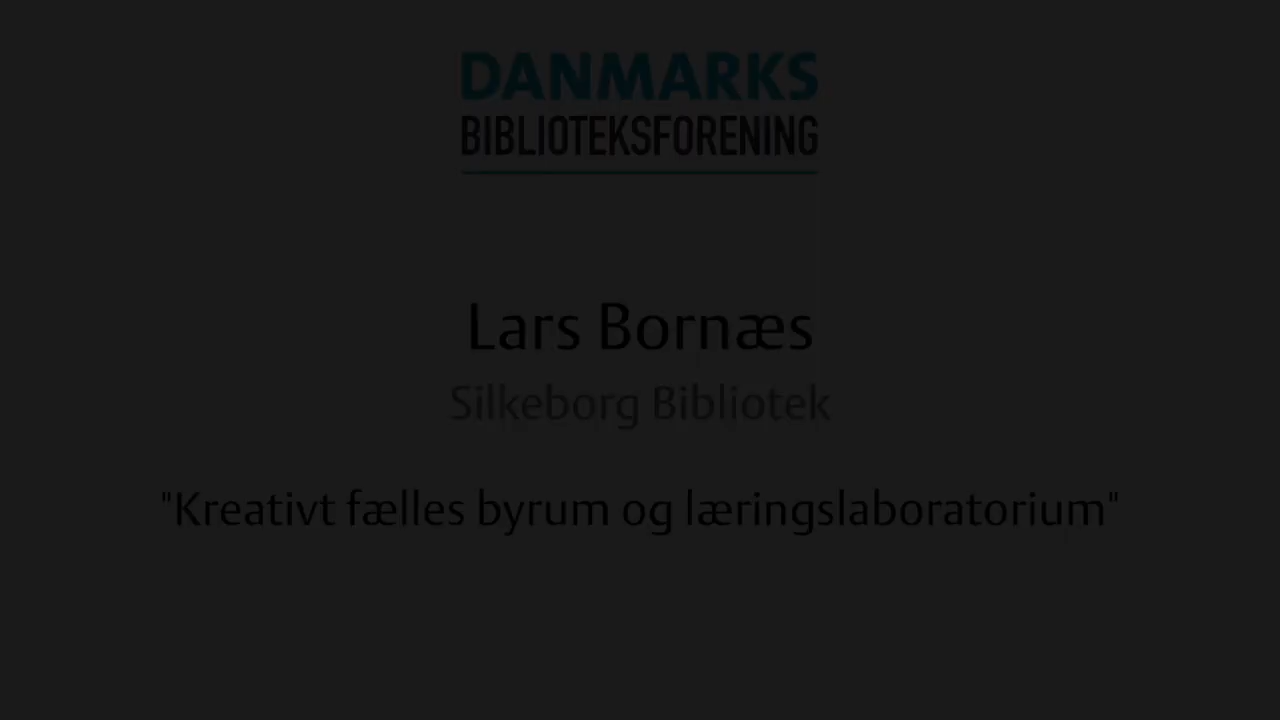 DANMARKS
BIBLIOTEKSFORENING
Lars Bornæs
Silkeborg Bibliotek
"Kreativt fælles byrum og læringslaboratorium"